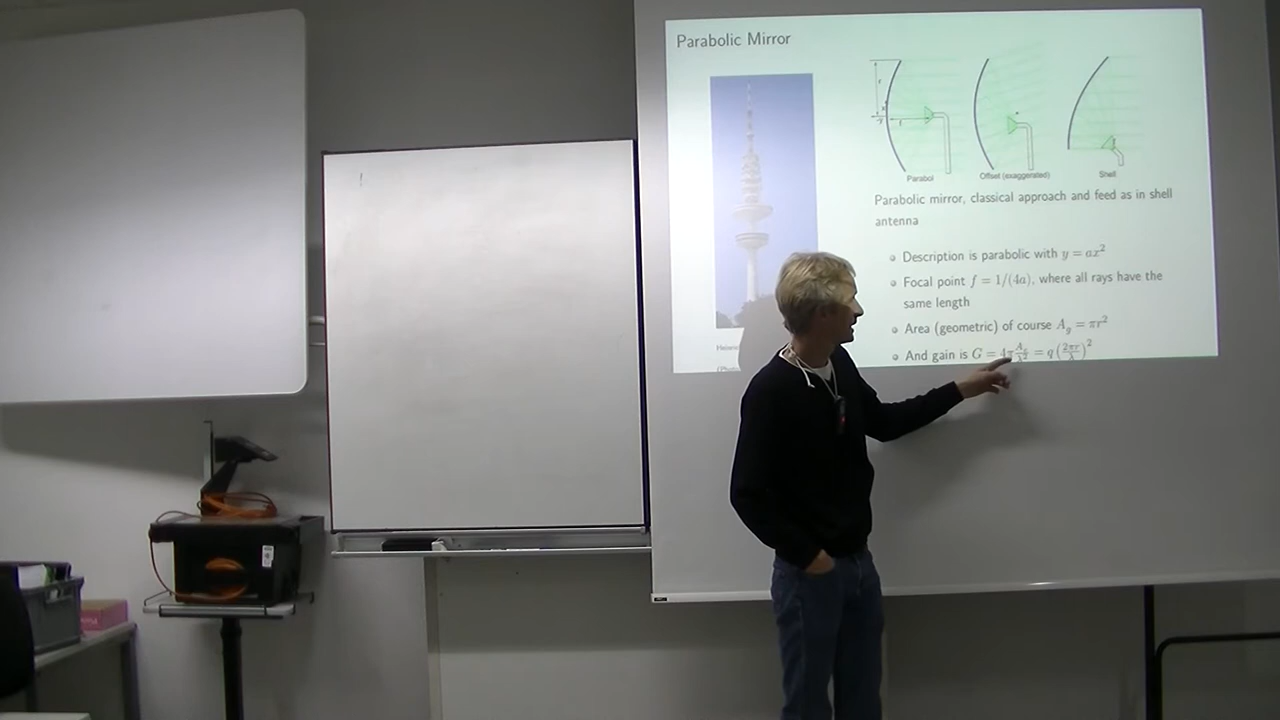 Parabolic Mirror
Parabol
Offset (exaggerated)
Shell
Parabolic mirror, classical approach and feed as in shell
antenna
Description is parabolic with y = ax²
Focal point f = 1/(4a), where all rays have the
same length
Area (geometric) of course A_g = πr²
And gain is G = 4π A_e/λ² = q (2πr/λ)²